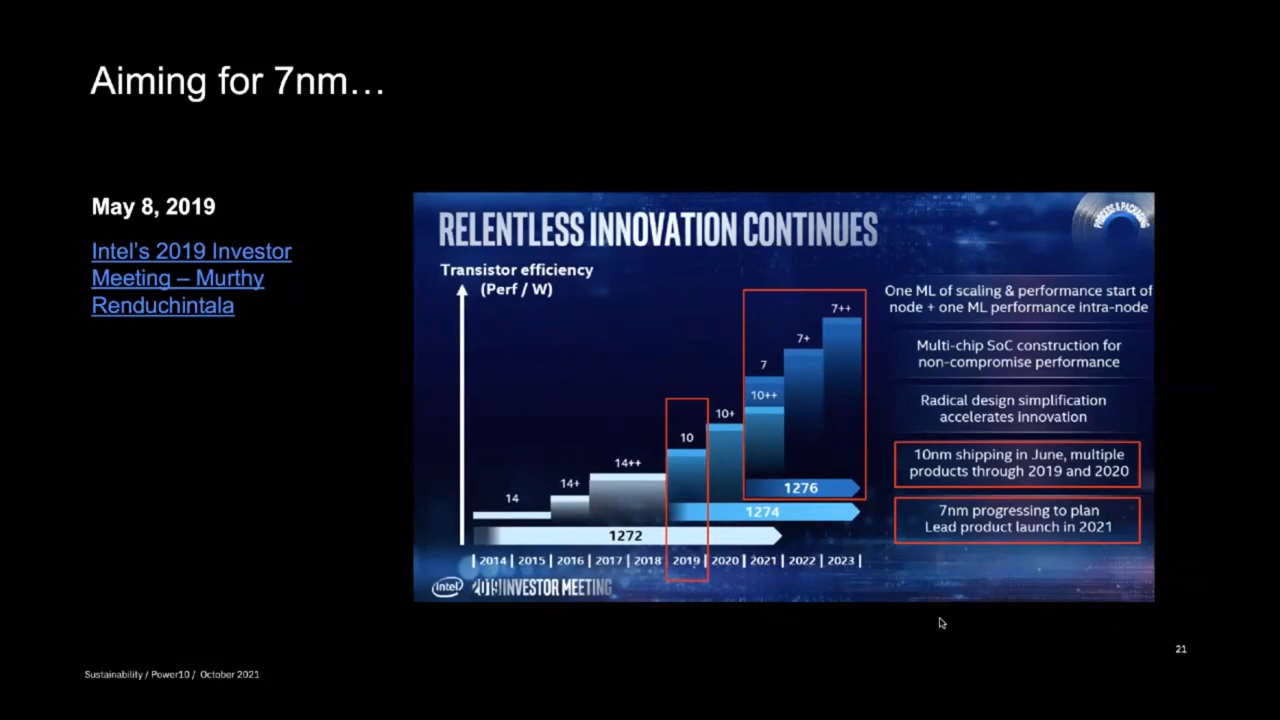 Aiming for 7nm…
May 8, 2019
Intel's 2019 Investor
Meeting – Murthy
Renduchintala
RELENTLESS INNOVATION CONTINUES
PROCESS & PACKAGING
Transistor efficiency
(Perf / W)
14
14+
14++
10
10+
10++
7
7+
7++
1276
1274
1272
| 2014 | 2015 | 2016 | 2017 | 2018 | 2019 | 2020 | 2021 | 2022 | 2023 |
One ML of scaling & performance start of
node + one ML performance intra-node
Multi-chip SoC construction for
non-compromise performance
Radical design simplification
accelerates innovation
10nm shipping in June, multiple
products through 2019 and 2020
7nm progressing to plan
Lead product launch in 2021
intel 2019 INVESTOR MEETING
21
Sustainability / Power10 / October 2021